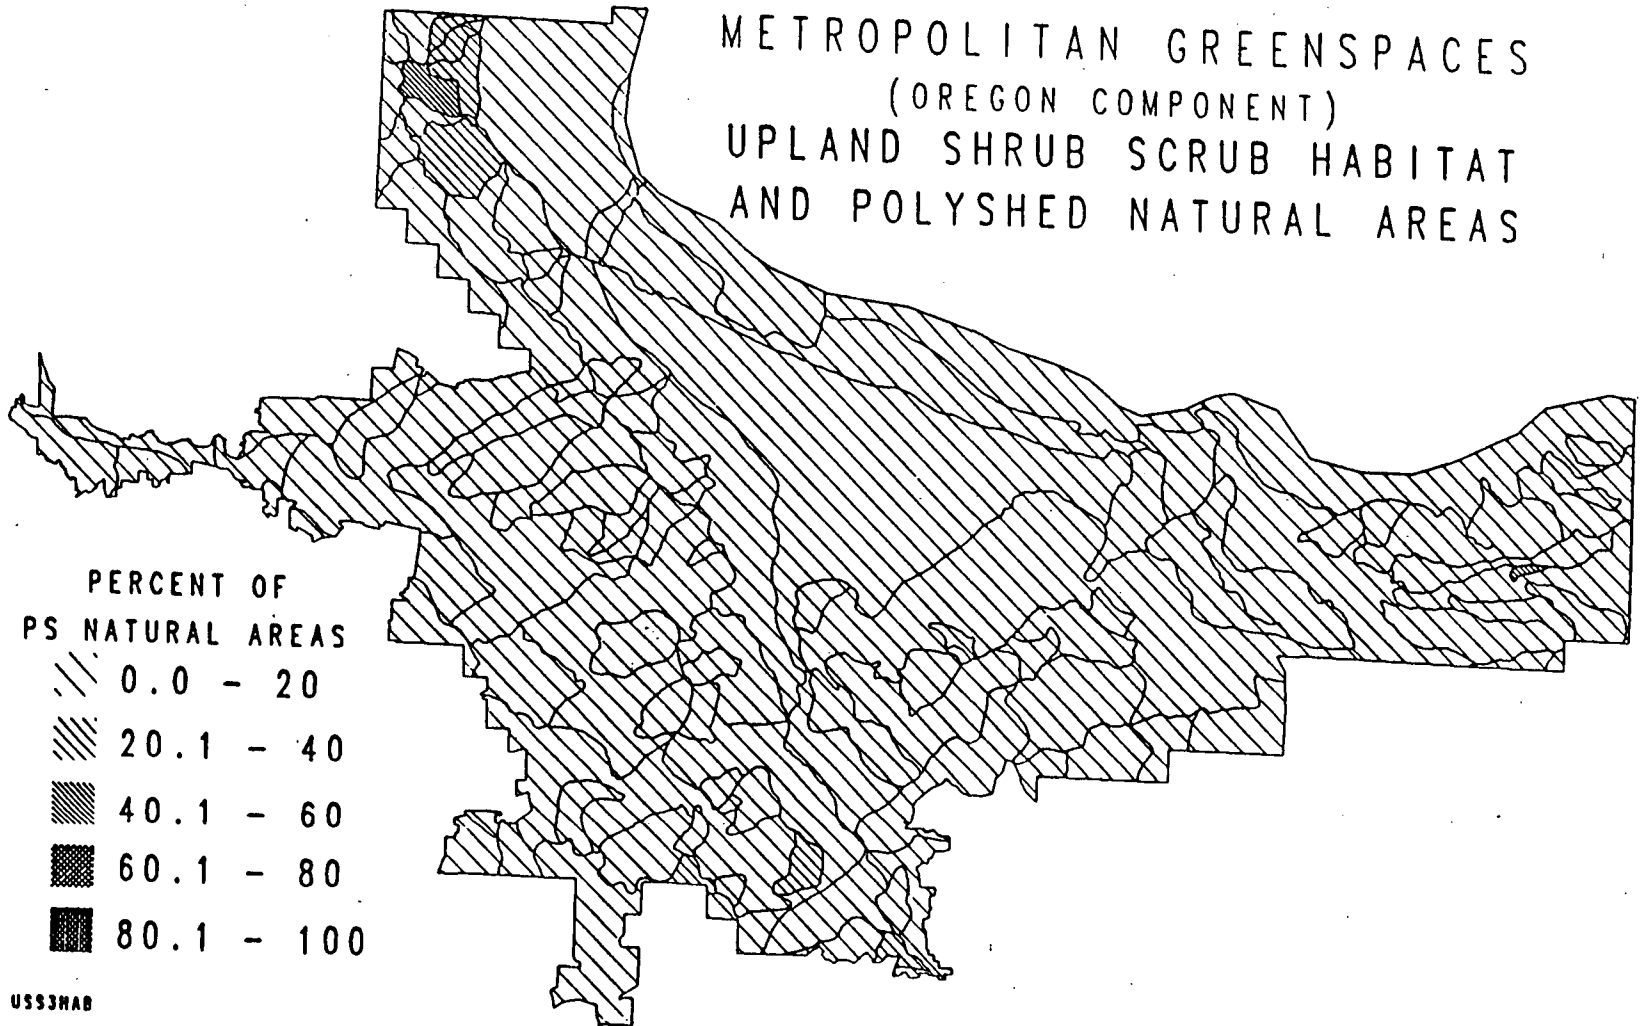 METROPOLITAN GREENSPACES
(OREGON COMPONENT)
UPLAND SHRUB SCRUB HABITAT
AND POLYSHED NATURAL AREAS
PERCENT OF
PS NATURAL AREAS
0.0 - 20
20.1 - 40
40.1 - 60
60.1 - 80
80.1 - 100
USS3HAB